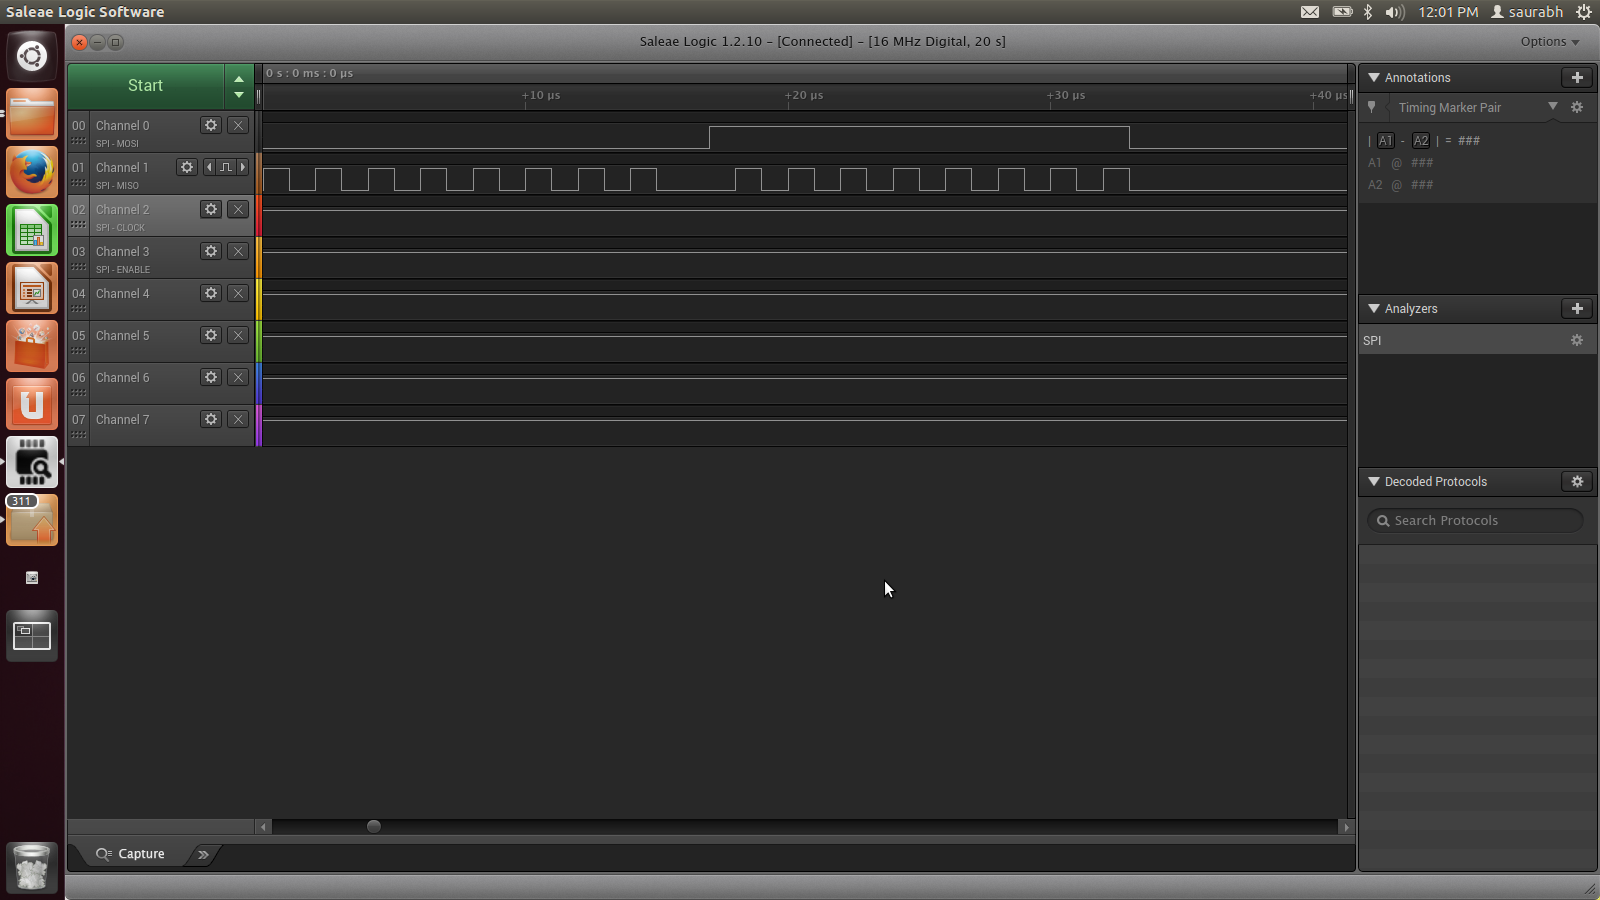 Saleae Logic Software
12:01 PM
saurabh
Saleae Logic 1.2.10 – [Connected] – [16 MHz Digital, 20 s]
Options
Start
0 s : 0 ms : 0 µs
+10 µs
+20 µs
+30 µs
+40 µs
00 Channel 0
SPI - MOSI
01 Channel 1
SPI - MISO
02 Channel 2
SPI - CLOCK
03 Channel 3
SPI - ENABLE
04 Channel 4
05 Channel 5
06 Channel 6
07 Channel 7
Annotations
Timing Marker Pair
| A1 - A2 | = ###
A1 @ ###
A2 @ ###
Analyzers
SPI
Decoded Protocols
Search Protocols
311
Capture